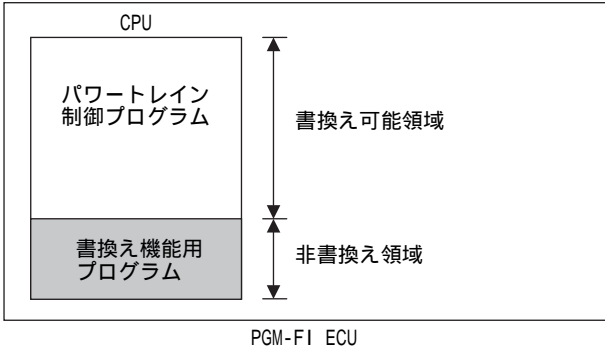 CPU
パワートレイン
制御プログラム
書換え可能領域
書換え機能用
プログラム
非書換え領域
PGM-FI ECU